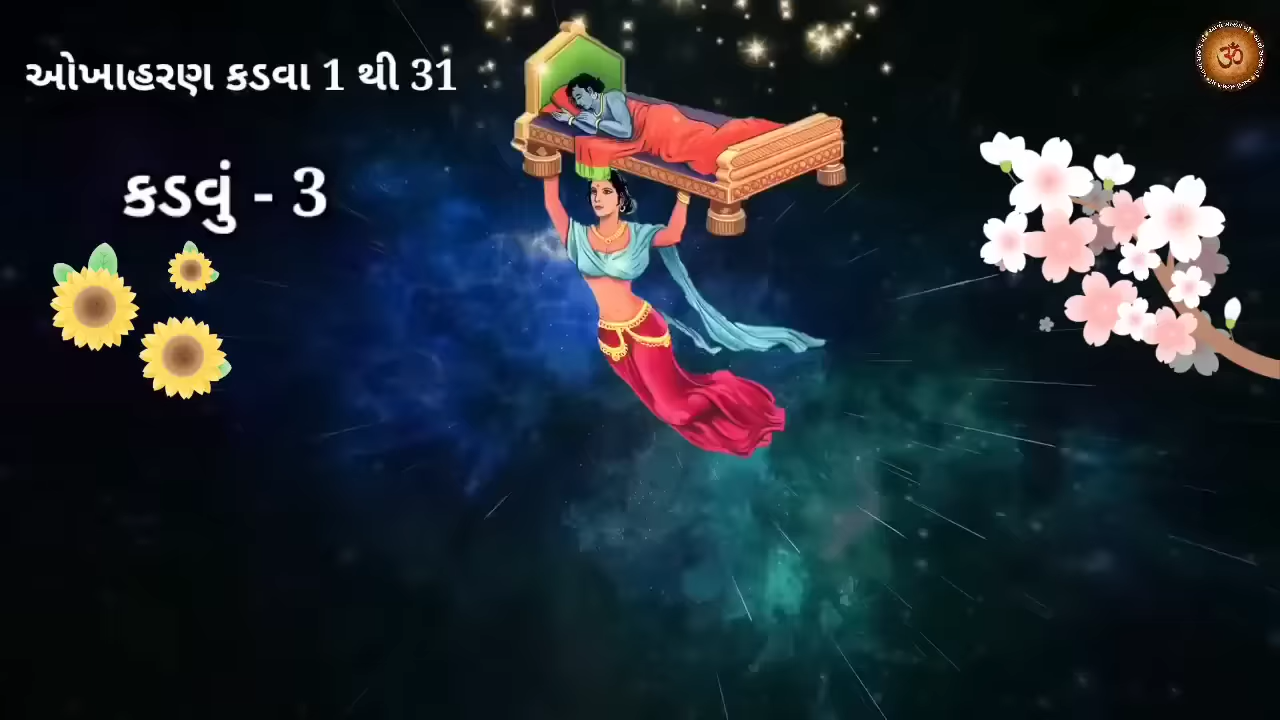 ઓખાહરણ કડવા 1 થી 31
કડવું - 3
ૐ